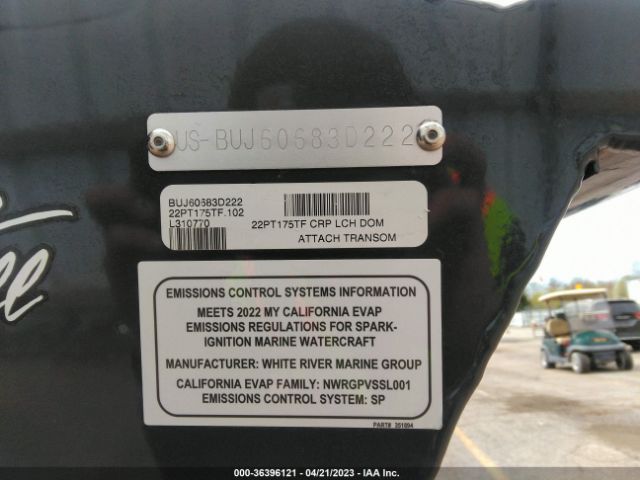 US-BUJ60683D222
BUJ60683D222
22PT175TF.102
L310770
22PT175TF CRP LCH DOM
ATTACH TRANSOM
EMISSIONS CONTROL SYSTEMS INFORMATION
MEETS 2022 MY CALIFORNIA EVAP
EMISSIONS REGULATIONS FOR SPARK-
IGNITION MARINE WATERCRAFT
MANUFACTURER: WHITE RIVER MARINE GROUP
CALIFORNIA EVAP FAMILY: NWRGPVSSL001
EMISSIONS CONTROL SYSTEM: SP
PART# 251894
000-36396121 - 04/21/2023 - IAA Inc.